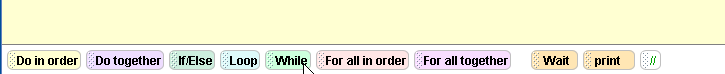 Do in order Do together If/Else Loop While For all in order For all together Wait print //